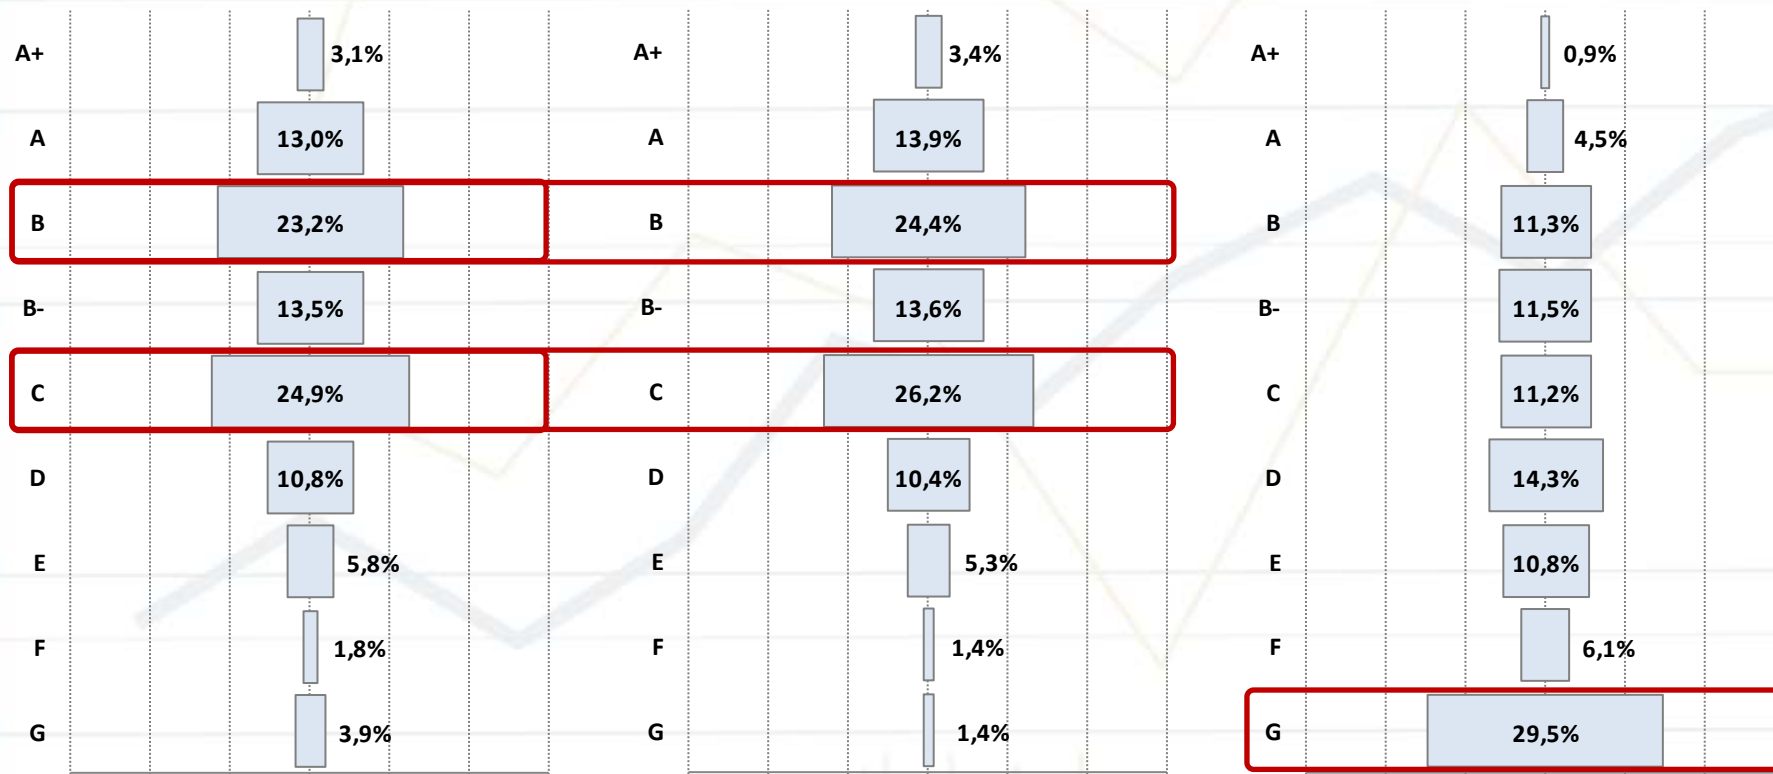 A+ 3,1% A+ 3,4% A+ 0,9%
A 13,0% A 13,9% A 4,5%
B 23,2% B 24,4% B 11,3%
B- 13,5% B- 13,6% B- 11,5%
C 24,9% C 26,2% C 11,2%
D 10,8% D 10,4% D 14,3%
E 5,8% E 5,3% E 10,8%
F 1,8% F 1,4% F 6,1%
G 3,9% G 1,4% G 29,5%